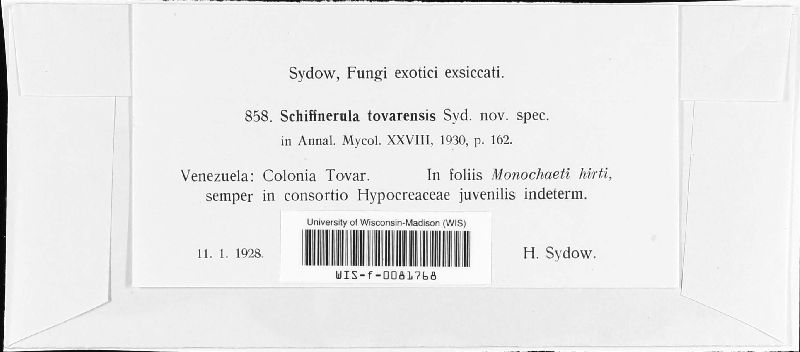 Sydow, Fungi exotici exsiccati.
858. Schiffnerula tovarensis Syd. nov. spec.
in Annal. Mycol. XXVIII, 1930, p. 162.
Venezuela: Colonia Tovar. In foliis Monochaeti hirti,
semper in consortio Hypocreaceae juvenilis indeterm.
University of Wisconsin-Madison (WIS)
11. 1. 1928. H. Sydow.
WIS-f-0081768